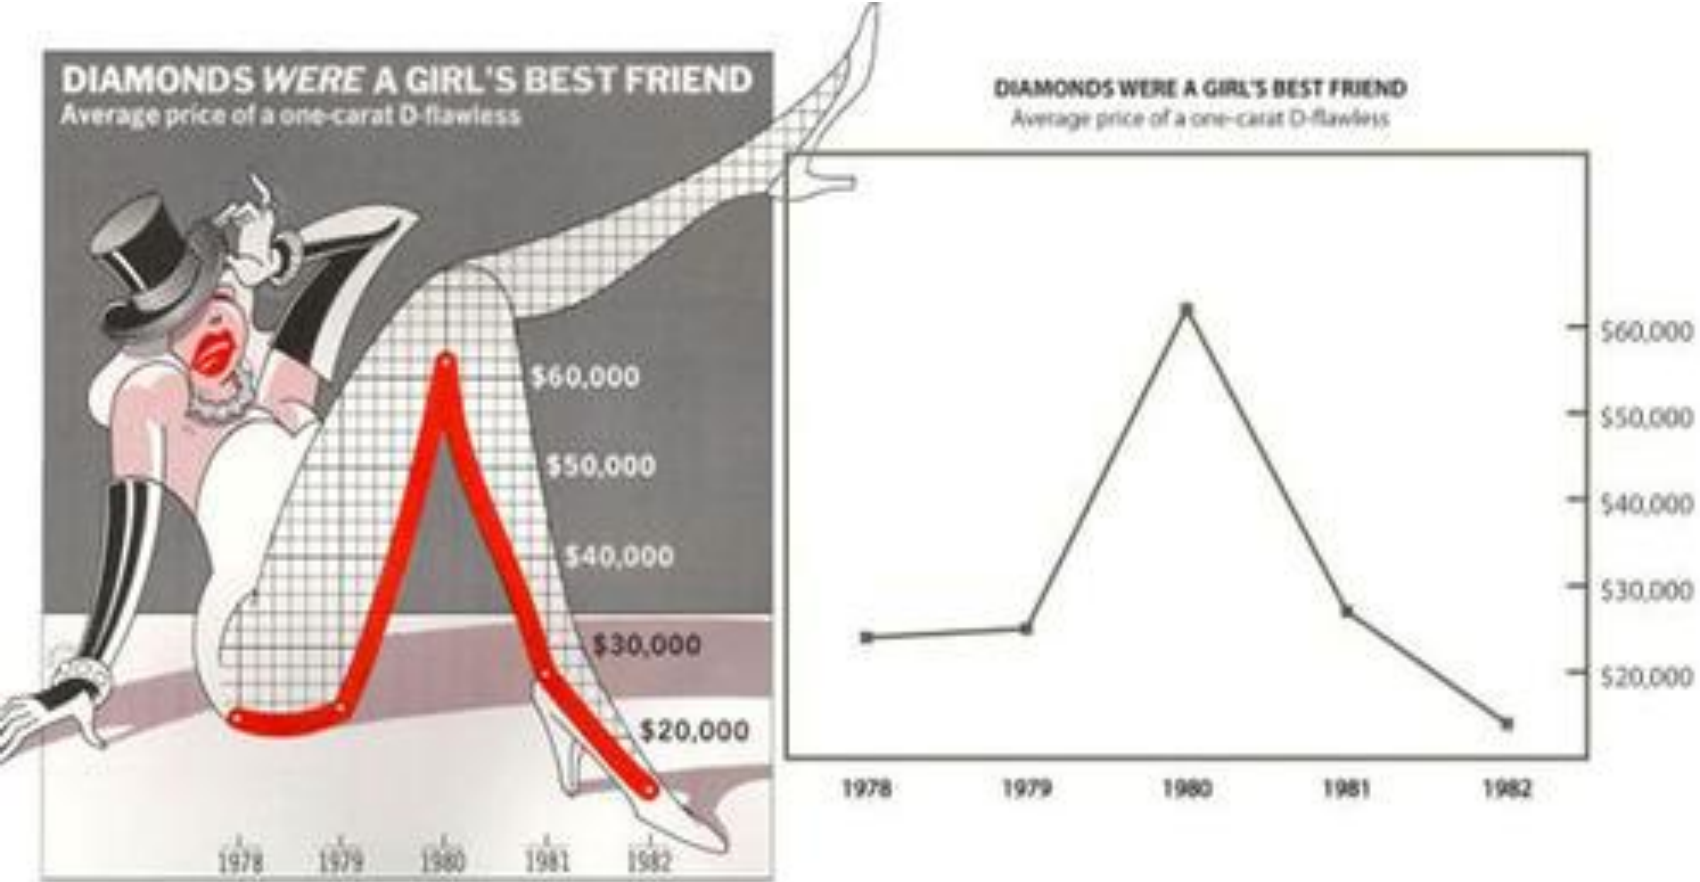 DIAMONDS WERE A GIRL'S BEST FRIEND
Average price of a one-carat D-flawless
$60,000
$50,000
$40,000
$30,000
$20,000
1978 1979 1980 1981 1982
DIAMONDS WERE A GIRL'S BEST FRIEND
Average price of a one-carat D-flawless
$60,000
$50,000
$40,000
$30,000
$20,000
1978 1979 1980 1981 1982